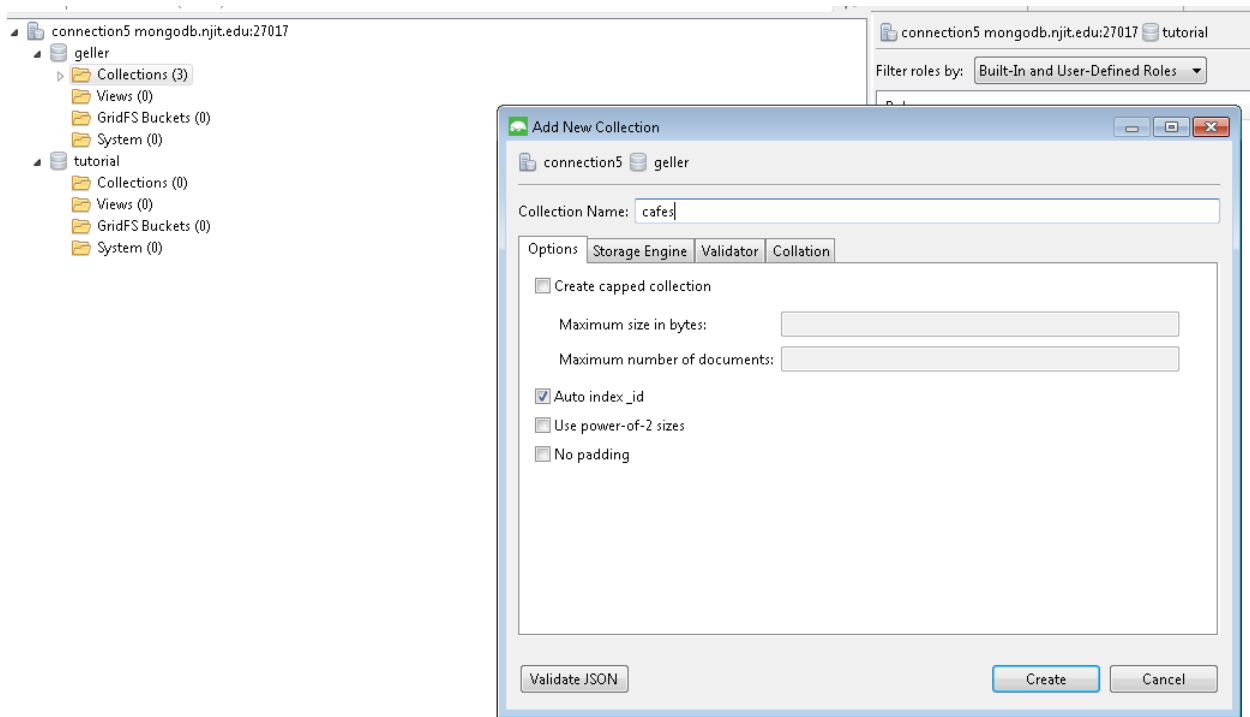 connection5 mongodb.njit.edu:27017
geller
Collections (3)
Views (0)
GridFS Buckets (0)
System (0)
tutorial
Collections (0)
Views (0)
GridFS Buckets (0)
System (0)
connection5 mongodb.njit.edu:27017 tutorial
Filter roles by: Built-In and User-Defined Roles
Add New Collection
connection5 geller
Collection Name: cafes
Options Storage Engine Validator Collation
Create capped collection
Maximum size in bytes:
Maximum number of documents:
Auto index _id
Use power-of-2 sizes
No padding
Validate JSON Create Cancel